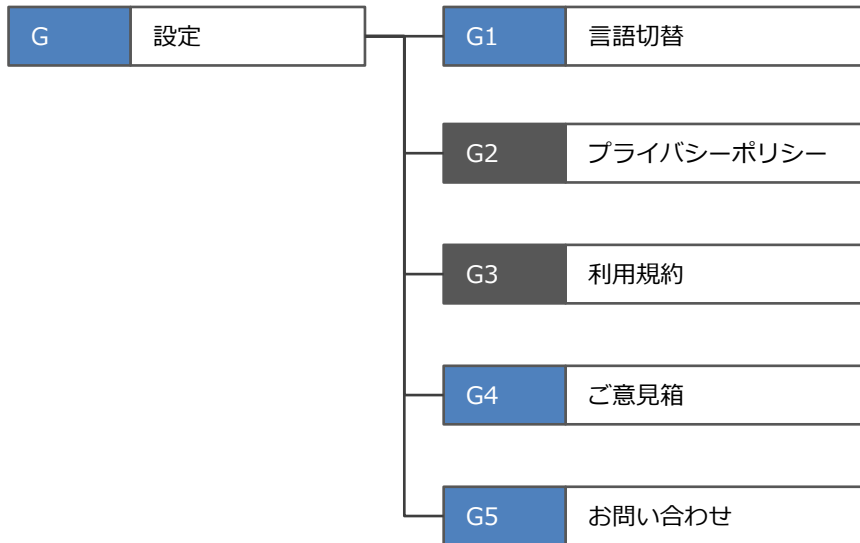 G 設定
G1 言語切替
G2 プライバシーポリシー
G3 利用規約
G4 ご意見箱
G5 お問い合わせ